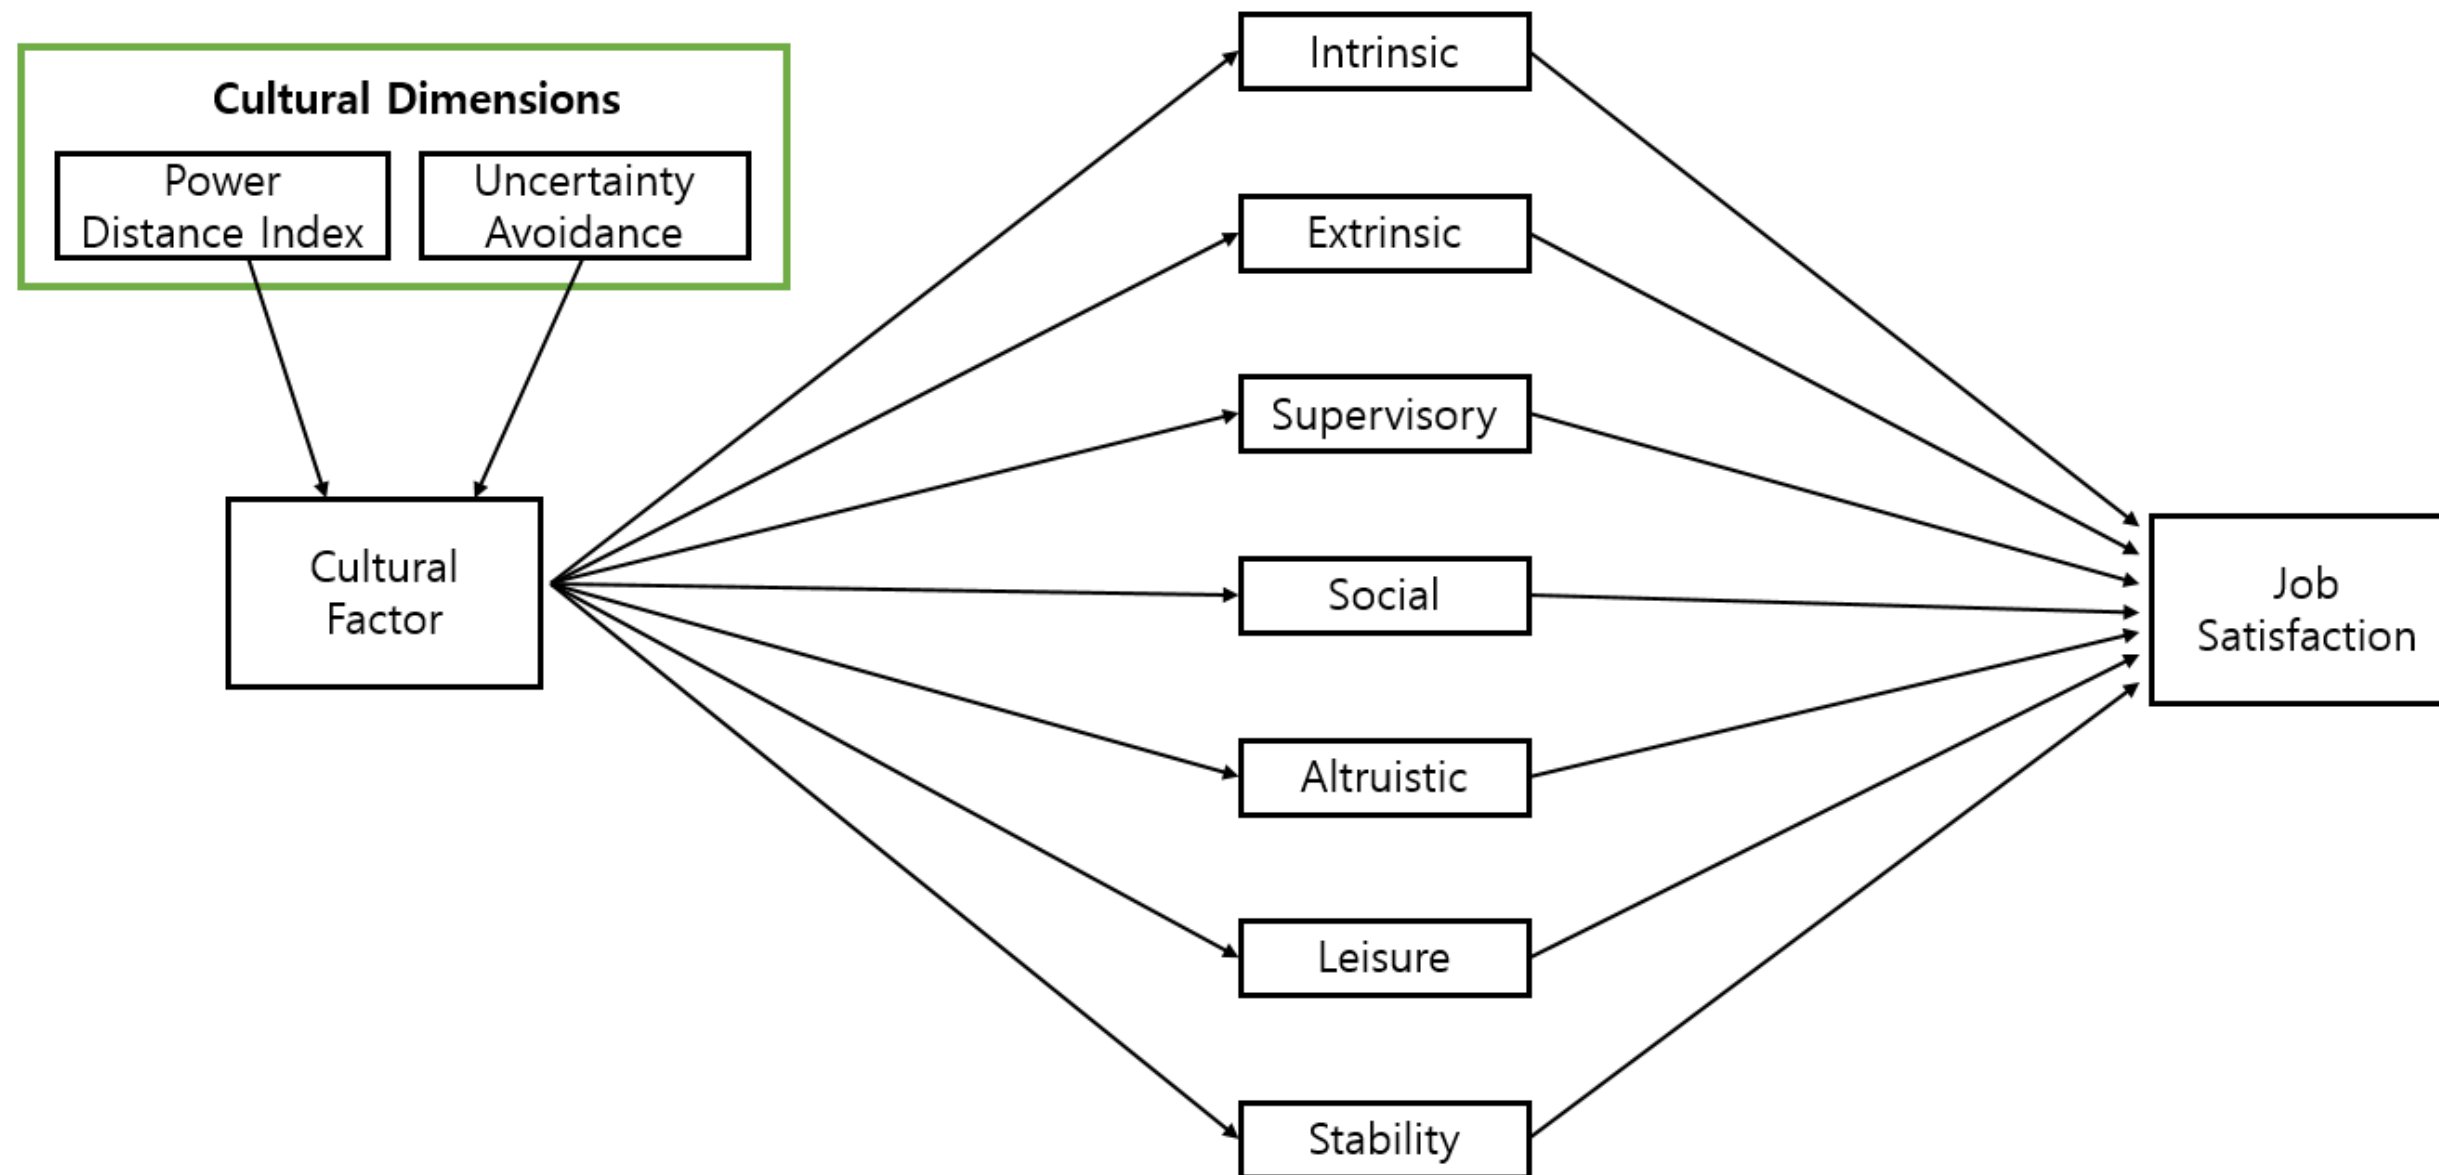 Cultural Dimensions
Power
Distance Index
Uncertainty
Avoidance
Cultural
Factor
Intrinsic
Extrinsic
Supervisory
Social
Altruistic
Leisure
Stability
Job
Satisfaction